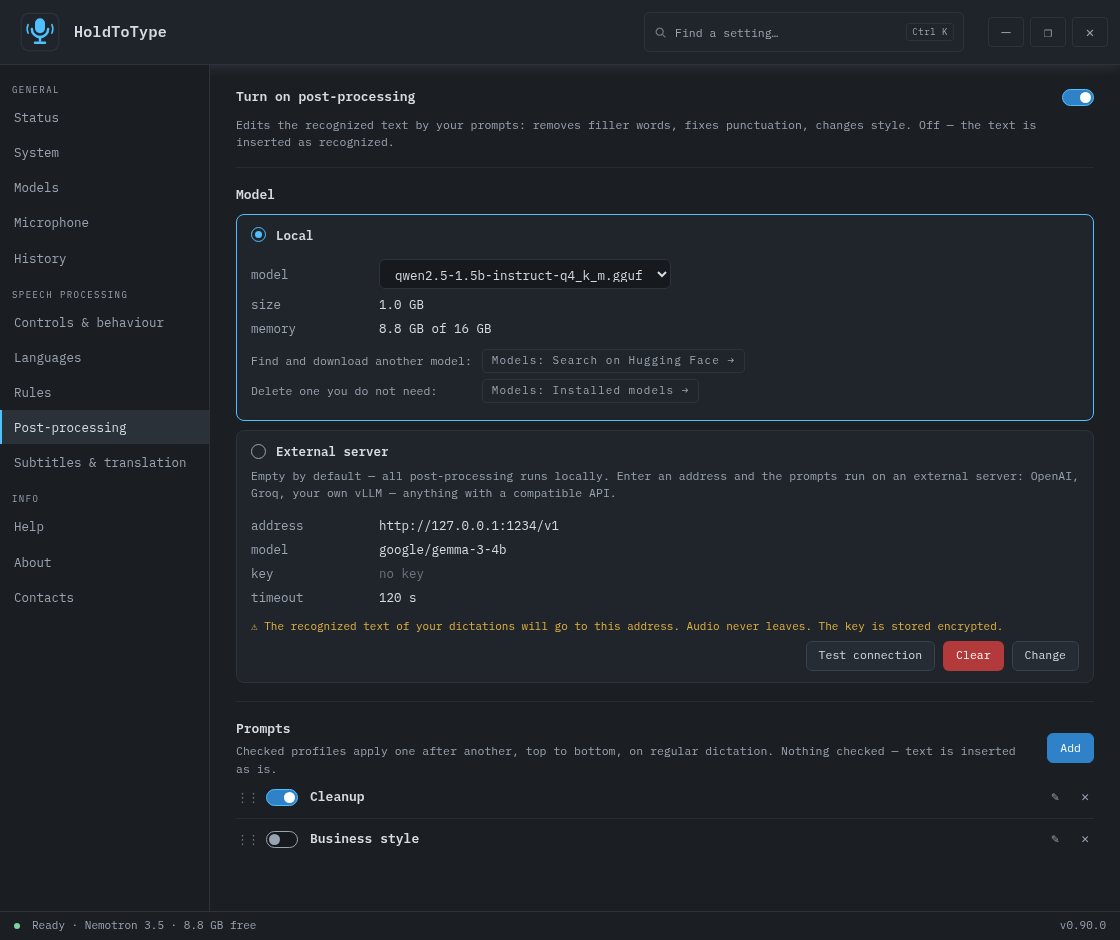 HoldToType
Find a setting…
Ctrl K
GENERAL
Status
System
Models
Microphone
History
SPEECH PROCESSING
Controls & behaviour
Languages
Rules
Post-processing
Subtitles & translation
INFO
Help
About
Contacts
Turn on post-processing
Edits the recognized text by your prompts: removes filler words, fixes punctuation, changes style. Off — the text is
inserted as recognized.
Model
Local
model qwen2.5-1.5b-instruct-q4_k_m.gguf
size 1.0 GB
memory 8.8 GB of 16 GB
Find and download another model: Models: Search on Hugging Face →
Delete one you do not need: Models: Installed models →
External server
Empty by default — all post-processing runs locally. Enter an address and the prompts run on an external server: OpenAI,
Groq, your own vLLM — anything with a compatible API.
address http://127.0.0.1:1234/v1
model google/gemma-3-4b
key no key
timeout 120 s
⚠ The recognized text of your dictations will go to this address. Audio never leaves. The key is stored encrypted.
Test connection Clear Change
Prompts
Checked profiles apply one after another, top to bottom, on regular dictation. Nothing checked — text is inserted
as is.
Add
Cleanup
Business style
Ready · Nemotron 3.5 · 8.8 GB free
v0.90.0